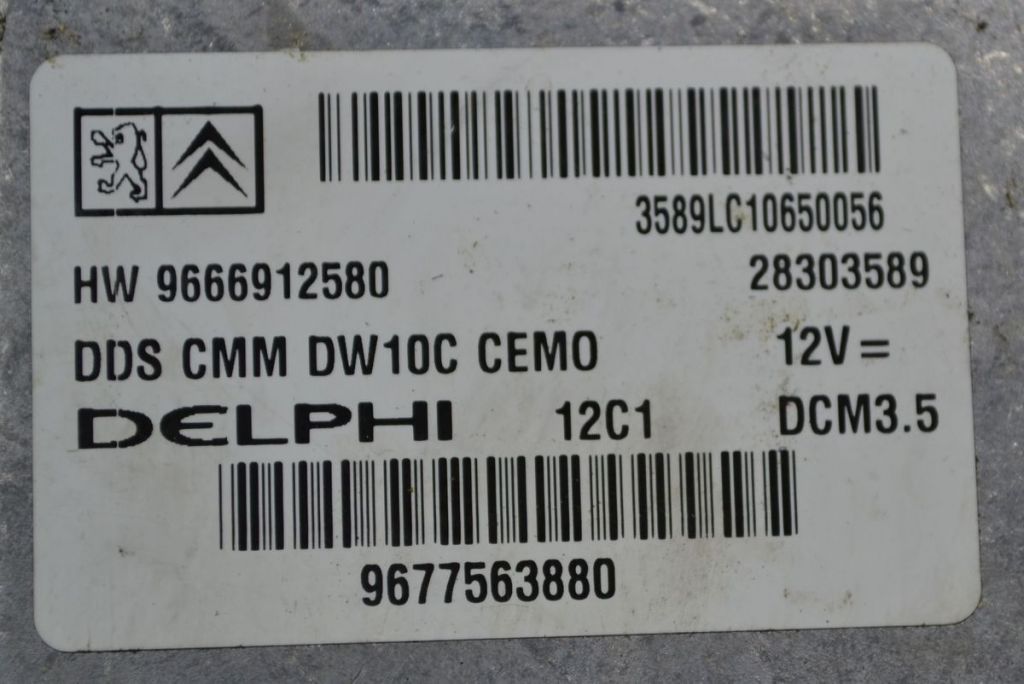 3589LC10650056
HW 9666912580 28303589
DDS CMM DW10C CEMO 12V =
DELPHI 12C1 DCM3.5
9677563880